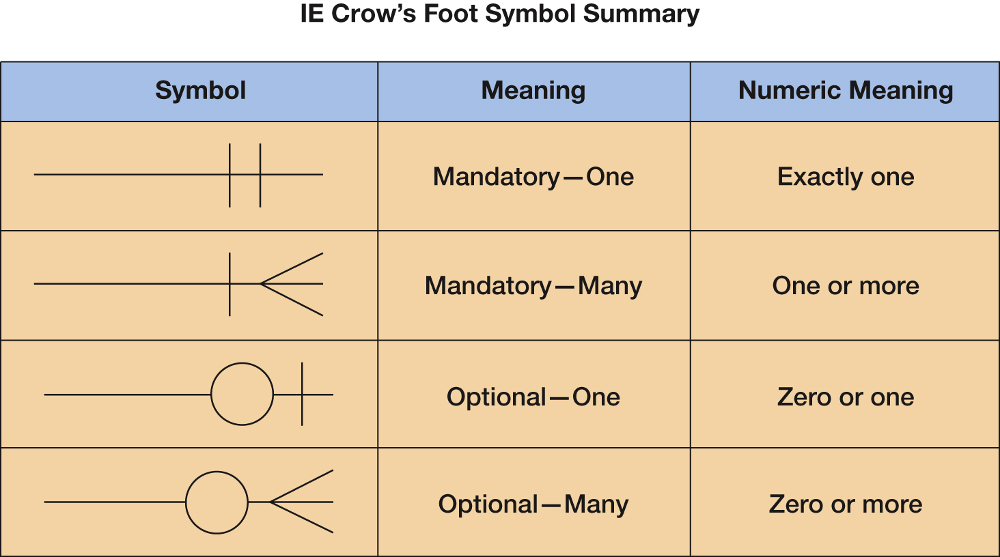 IE Crow’s Foot Symbol Summary
Symbol Meaning Numeric Meaning
Mandatory—One Exactly one
Mandatory—Many One or more
Optional—One Zero or one
Optional—Many Zero or more